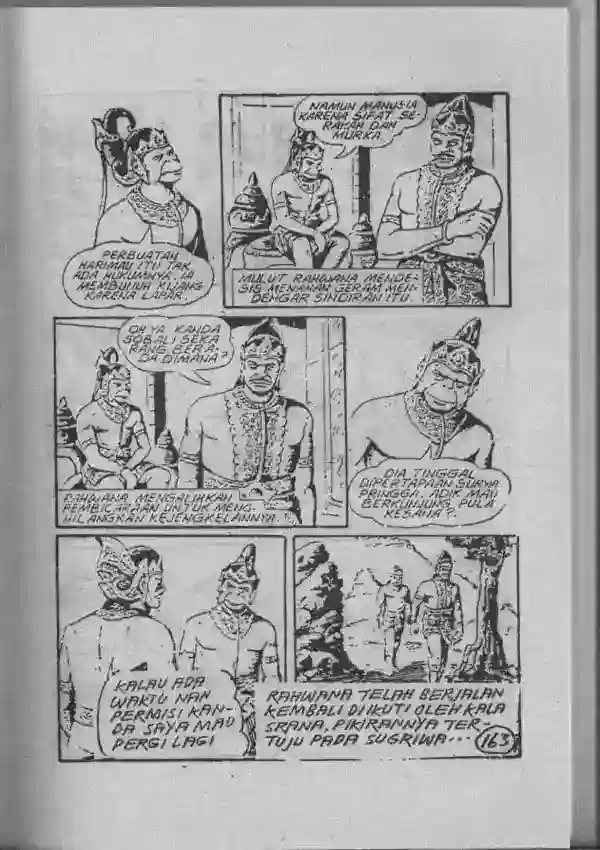 PERBUATAN
HARIMAU ITU TAK
ADA HUKUMNYA. IA
MEMBUNUH KIJANG
KARENA LAPAR.
NAMUN MANUSIA
KARENA SIFAT SE-
RAKAH DAN
MURKA
MULUT RAHWANA MENDE-
SIS MENAHAN GERAM MEN-
DENGAR SINDIRAN ITU.
OH YA KANDA
SOBALI SEKA
RANG BERA-
DA DIMANA?
RAHWANA MENGALIHKAN
PEMBICARAAN UNTUK MENG-
HILANGKAN KEJENGKELANNYA.
DIA TINGGAL
DIPERTAPAAN SURYA
PRINGGA. ADIK MAU
BERKUNJUNG PULA
KESANA?
KALAU ADA
WAKTU NAH
PERMISI KAN-
DA SAYA MAU
PERGI LAGI
RAHWANA TELAH BERJALAN
KEMBALI DIIKUTI OLEH KALA
SRANA, PIKIRANNYA TER-
TUJU PADA SUGRIWA...
163